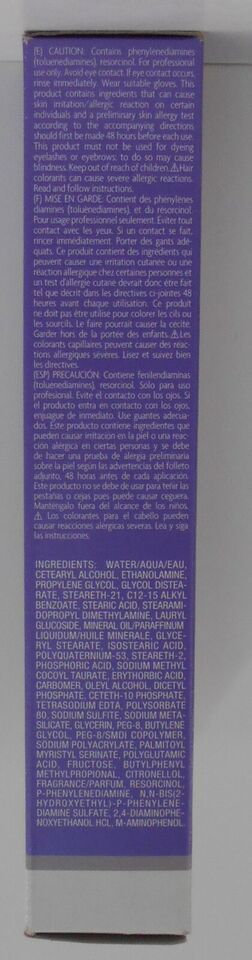 (E) CAUTION: Contains phenylenediamines
(toluenediamines), resorcinol. For professional
use only. Avoid eye contact. If eye contact occurs,
rinse immediately. Wear suitable gloves. This
product contains ingredients that can cause
skin irritation/allergic reaction on certain
individuals and a preliminary skin allergy test
according to the accompanying directions
should first be made 48 hours before each use.
This product must not be used for dyeing
eyelashes or eyebrows; to do so may cause
blindness. Keep out of reach of children. ⚠Hair
colorants can cause severe allergic reactions.
Read and follow instructions.
(F) MISE EN GARDE: Contient des phenylènes
diamines (toluènediamines), et du résorcinol.
Pour usage professionnel seulement. Eviter tout
contact avec les yeux. Si un contact se fait,
rincer immédiatement. Porter des gants adé-
quats. Ce produit contient des ingrédients qui
peuvent causer une irritation cutanée ou une
réaction allergique chez certaines personnes et
un test d'allergie cutané devrait donc être fait
tel que décrit dans les directives ci-jointes 48
heures avant chaque utilisation. Ce produit
ne doit pas être utilisé pour colorer les cils ou
les sourcils. Le faire pourrait causer la cécité.
Garder hors de la portée des enfants. ⚠Les
colorants capillaires peuvent causer des réac-
tions allergiques sévères. Lisez et suivez bien
les directives.
(ESP) PRECAUCIÓN: Contiene fenilendiaminas
(toluenediamines), resorcinol. Sólo para uso
profesional. Evite el contacto con los ojos. Si
el producto entra en contacto con los ojos,
enjuague de inmediato. Use guantes adecua-
dos. Este producto contiene ingredientes que
pueden causar irritación en la piel o una reac-
ción alérgica en ciertas personas y se debe
de hacer una prueba de alergia preliminaria
sobre la piel según las advertencias del folleto
adjunto, 48 horas antes de cada aplicación.
Este producto no se debe de usar para teñir las
pestañas o cejas pues puede causar ceguera.
Mantengalo fuera del alcance de los niños.
⚠ Los colorantes para el cabello pueden
causar reacciones alérgicas severas. Lea y siga
las instrucciones.
INGREDIENTS: WATER/AQUA/EAU,
CETEARYL ALCOHOL, ETHANOLAMINE,
PROPYLENE GLYCOL, GLYCOL DISTEA-
RATE, STEARETH-21, C12-15 ALKYL
BENZOATE, STEARIC ACID, STEARAMI-
DOPROPYL DIMETHYLAMINE, LAURYL
GLUCOSIDE, MINERAL OIL/PARAFFINUM
LIQUIDUM/HUILE MINERALE, GLYCE-
RYL STEARATE, ISOSTEARIC ACID,
POLYQUATERNIUM-53, STEARETH-2,
PHOSPHORIC ACID, SODIUM METHYL
COCOYL TAURATE, ERYTHORBIC ACID,
CARBOMER, OLEYL ALCOHOL, DICETYL
PHOSPHATE, CETETH-10 PHOSPHATE,
TETRASODIUM EDTA, POLYSORBATE
80, SODIUM SULFITE, SODIUM META-
SILICATE, GLYCERIN, PEG-8, BUTYLENE
GLYCOL, PEG-8/SMDI COPOLYMER,
SODIUM POLYACRYLATE, PALMITOYL
MYRISTYL SERINATE, POLYGLUTAMIC
ACID, FRUCTOSE, BUTYLPHENYL
METHYLPROPIONAL, CITRONELLOL,
FRAGRANCE/PARFUM, RESORCINOL,
P-PHENYLENEDIAMINE, N,N-BIS(2-
HYDROXYETHYL)-P-PHENYLENE-
DIAMINE SULFATE, 2,4-DIAMINOPHE-
NOXYETHANOL HCL, M-AMINOPHENOL.